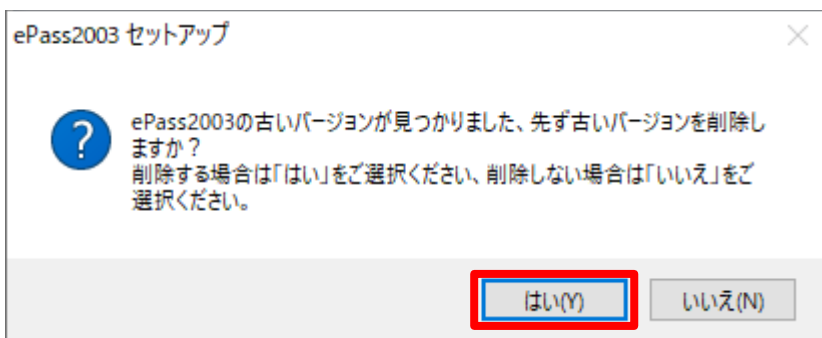 ePass2003 セットアップ
ePass2003の古いバージョンが見つかりました、先ず古いバージョンを削除し
ますか？
削除する場合は「はい」をご選択ください、削除しない場合は「いいえ」をご
選択ください。
はい(Y) いいえ(N)